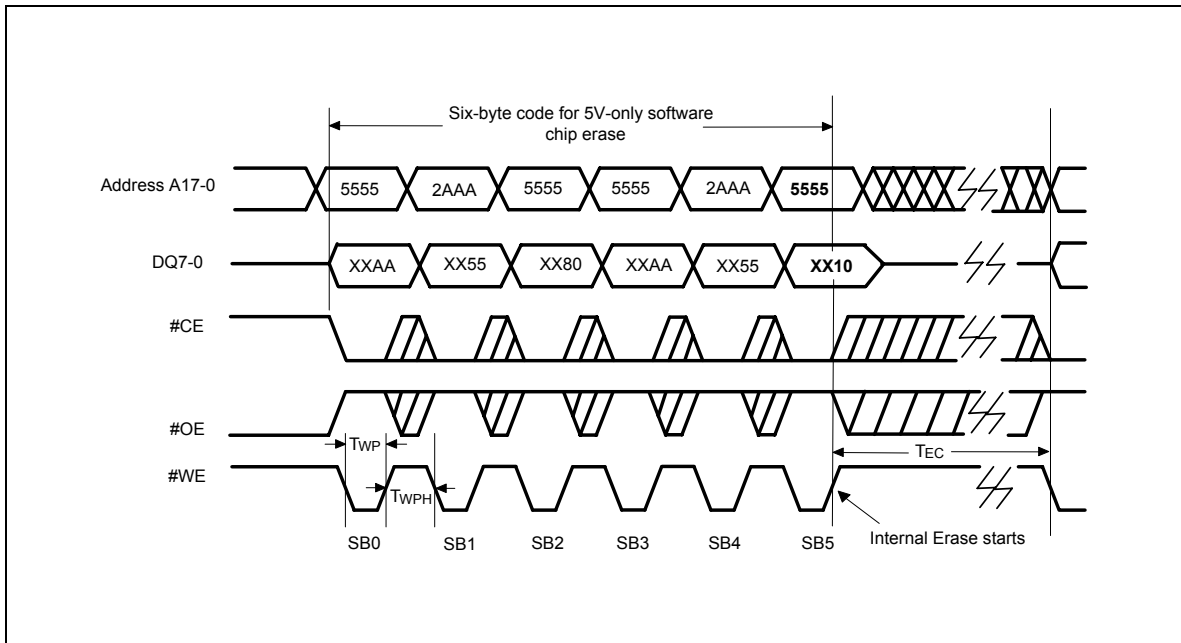 Six-byte code for 5V-only software
chip erase
Address A17-0
5555
2AAA
5555
5555
2AAA
5555
DQ7-0
XXAA
XX55
XX80
XXAA
XX55
XX10
#CE
#OE
TWP
TEC
#WE
TWPH
Internal Erase starts
SB0
SB1
SB2
SB3
SB4
SB5